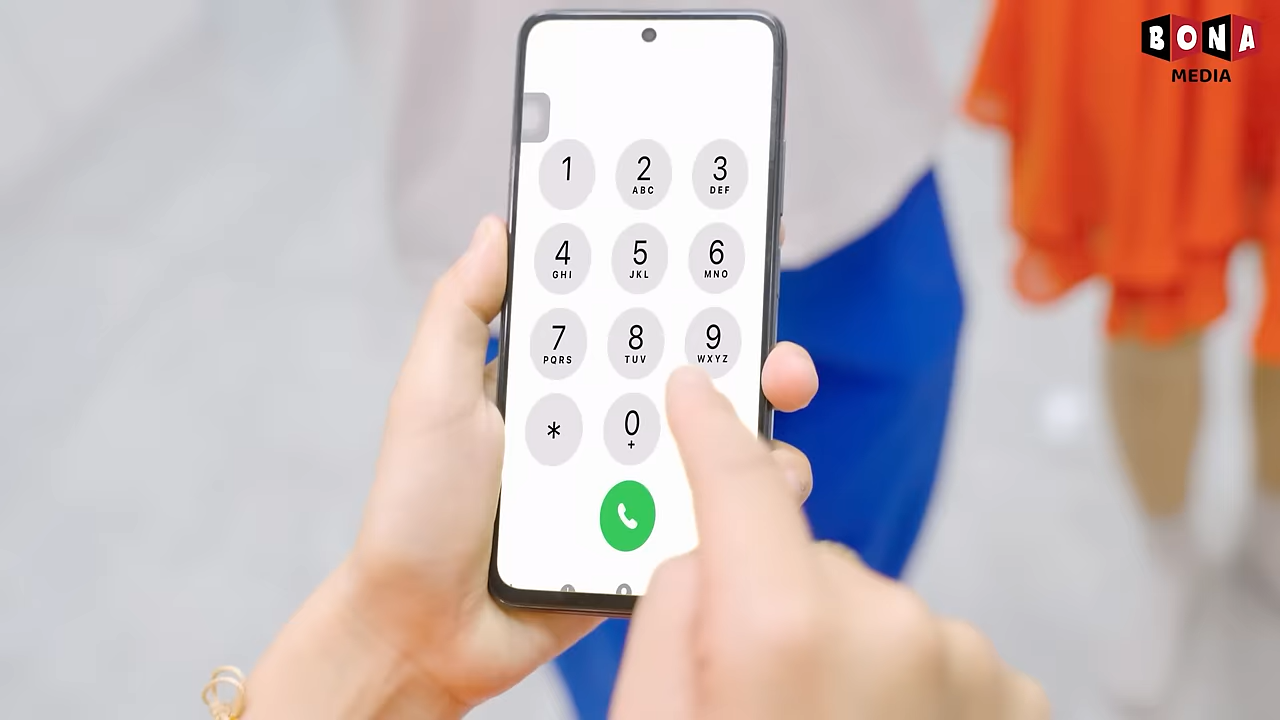 BONA
MEDIA
1 2 3
ABC DEF
4 5 6
GHI JKL MNO
7 8 9
PQRS TUV WXYZ
* 0
+